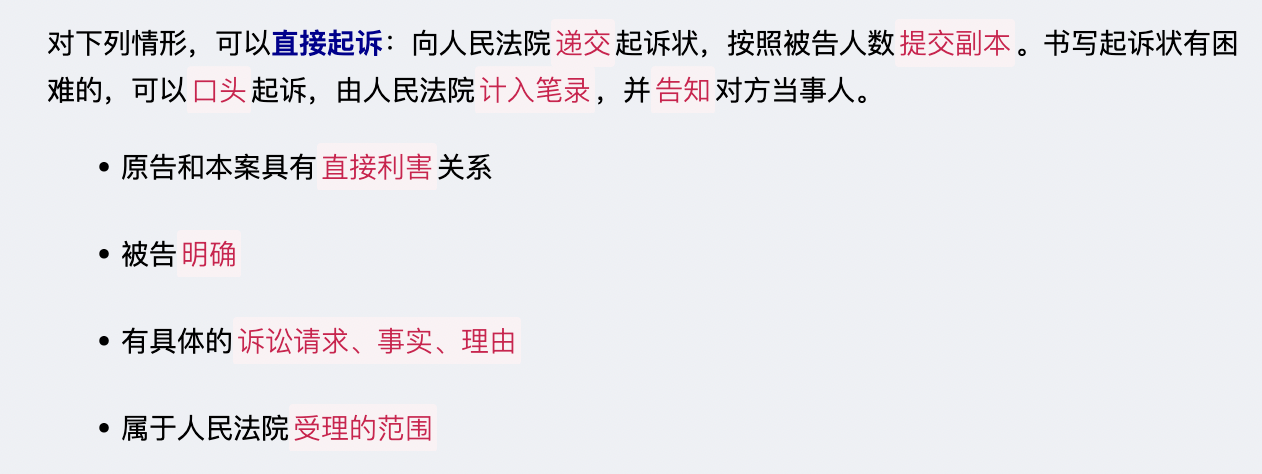 对下列情形，可以直接起诉：向人民法院递交起诉状，按照被告人数提交副本。书写起诉状有困
难的，可以口头起诉，由人民法院计入笔录，并告知对方当事人。
• 原告和本案具有直接利害关系
• 被告明确
• 有具体的诉讼请求、事实、理由
• 属于人民法院受理的范围